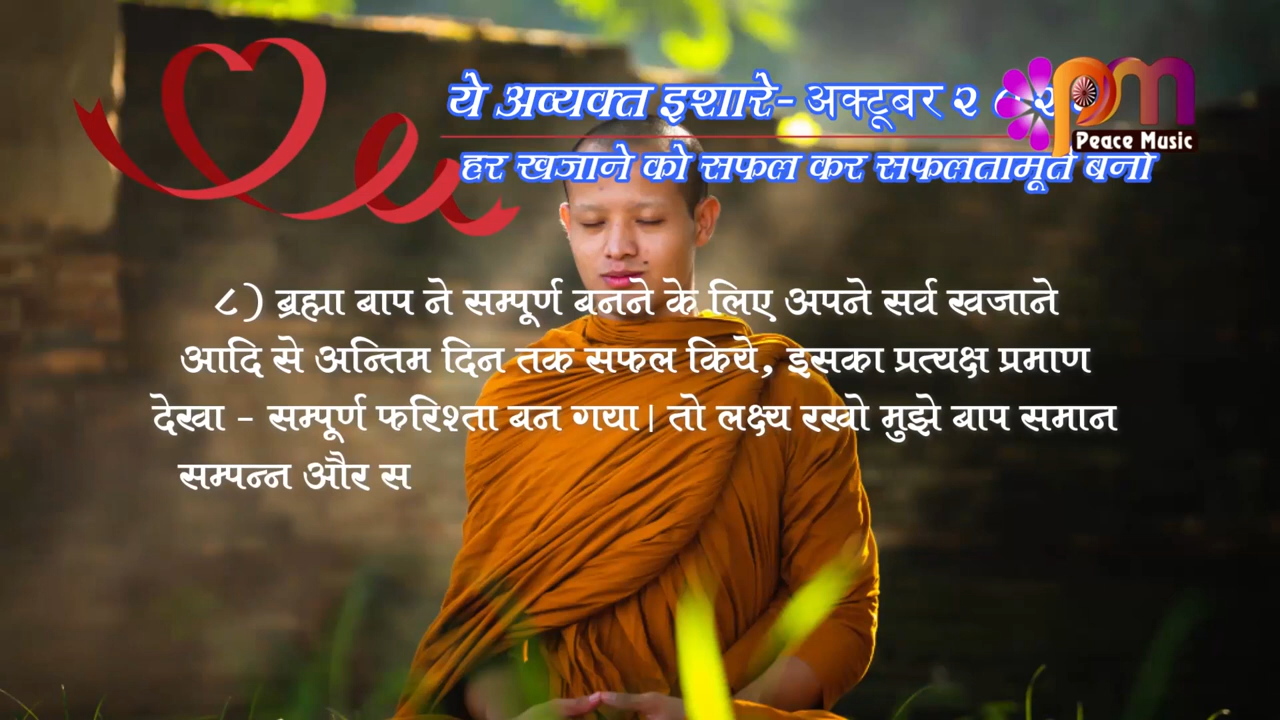 ये अव्यक्त इशारे- अक्टूबर २
pm
Peace Music
हर खजाने को सफल कर सफलतामूर्त बनो
८) ब्रह्मा बाप ने सम्पूर्ण बनने के लिए अपने सर्व खजाने
आदि से अन्तिम दिन तक सफल किये, इसका प्रत्यक्ष प्रमाण
देखा - सम्पूर्ण फरिश्ता बन गया। तो लक्ष्य रखो मुझे बाप समान
सम्पन्न और स